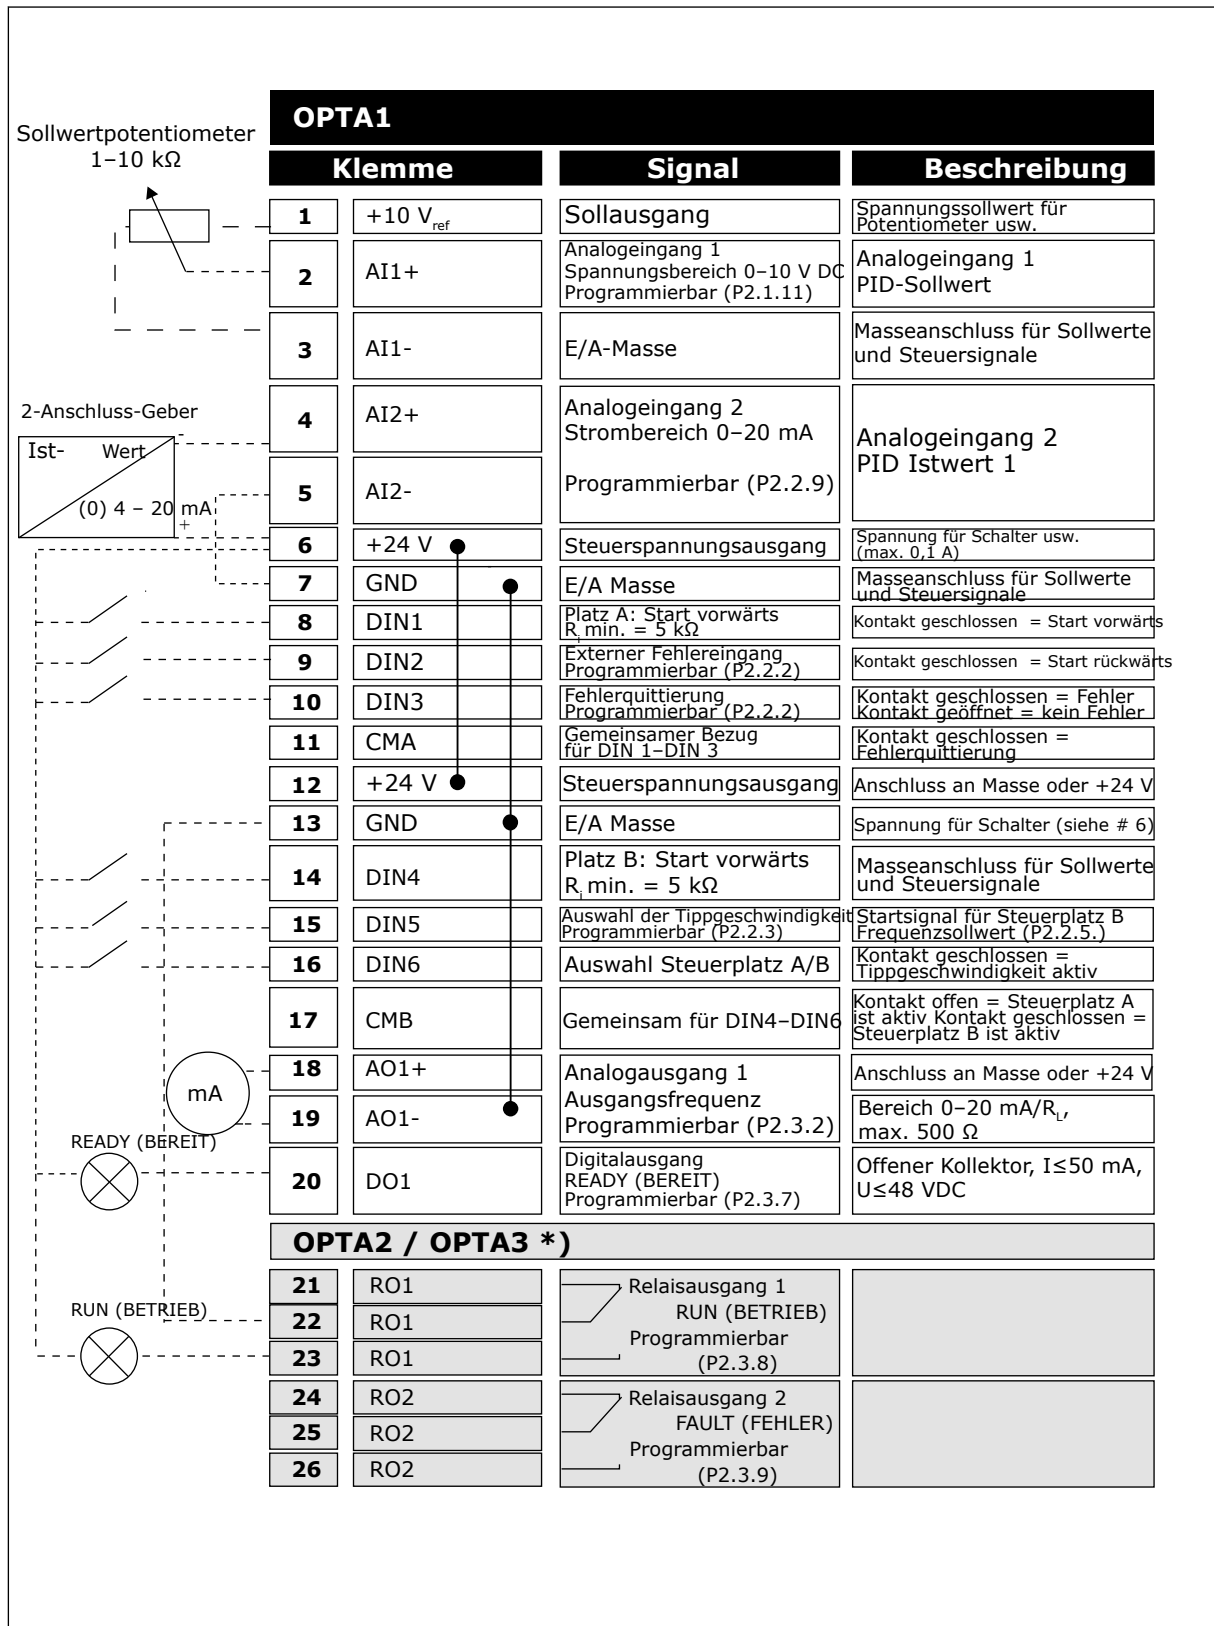 OPTA1
Sollwertpotentiometer
1–10 kΩ
Klemme Signal Beschreibung
1 +10 Vref Sollausgang Spannungssollwert für
Potentiometer usw.
2 AI1+ Analogeingang 1
Spannungsbereich 0–10 V DC
Programmierbar (P2.1.11)
Analogeingang 1
PID-Sollwert
3 AI1- E/A-Masse Masseanschluss für Sollwerte
und Steuersignale
2-Anschluss-Geber
-
Ist- Wert
(0) 4 – 20 mA
+
4 AI2+ Analogeingang 2
Strombereich 0–20 mA
5 AI2- Programmierbar (P2.2.9)
Analogeingang 2
PID Istwert 1
6 +24 V Steuerspannungsausgang Spannung für Schalter usw.
(max. 0,1 A)
7 GND E/A Masse Masseanschluss für Sollwerte
und Steuersignale
8 DIN1 Platz A: Start vorwärts
Ri min. = 5 kΩ
Kontakt geschlossen = Start vorwärts
9 DIN2 Externer Fehlereingang
Programmierbar (P2.2.2)
Kontakt geschlossen = Start rückwärts
10 DIN3 Fehlerquittierung
Programmierbar (P2.2.2)
Kontakt geschlossen = Fehler
Kontakt geöffnet = kein Fehler
11 CMA Gemeinsamer Bezug
für DIN 1–DIN 3
Kontakt geschlossen =
Fehlerquittierung
12 +24 V Steuerspannungsausgang Anschluss an Masse oder +24 V
13 GND E/A Masse Spannung für Schalter (siehe # 6)
14 DIN4 Platz B: Start vorwärts
Ri min. = 5 kΩ
Masseanschluss für Sollwerte
und Steuersignale
15 DIN5 Auswahl der Tippgeschwindigkeit
Programmierbar (P2.2.3)
Startsignal für Steuerplatz B
Frequenzsollwert (P2.2.5.)
16 DIN6 Auswahl Steuerplatz A/B Kontakt geschlossen =
Tippgeschwindigkeit aktiv
17 CMB Gemeinsam für DIN4–DIN6 Kontakt offen = Steuerplatz A
ist aktiv Kontakt geschlossen =
Steuerplatz B ist aktiv
mA
18 AO1+ Analogausgang 1
Ausgangsfrequenz
Programmierbar (P2.3.2)
Anschluss an Masse oder +24 V
19 AO1- Bereich 0–20 mA/RL,
max. 500 Ω
READY (BEREIT)
20 DO1 Digitalausgang
READY (BEREIT)
Programmierbar (P2.3.7)
Offener Kollektor, I≤50 mA,
U≤48 VDC
OPTA2 / OPTA3 *)
RUN (BETRIEB)
21 RO1 Relaisausgang 1
22 RO1 RUN (BETRIEB)
Programmierbar
23 RO1 (P2.3.8)
24 RO2 Relaisausgang 2
25 RO2 FAULT (FEHLER)
Programmierbar
26 RO2 (P2.3.9)